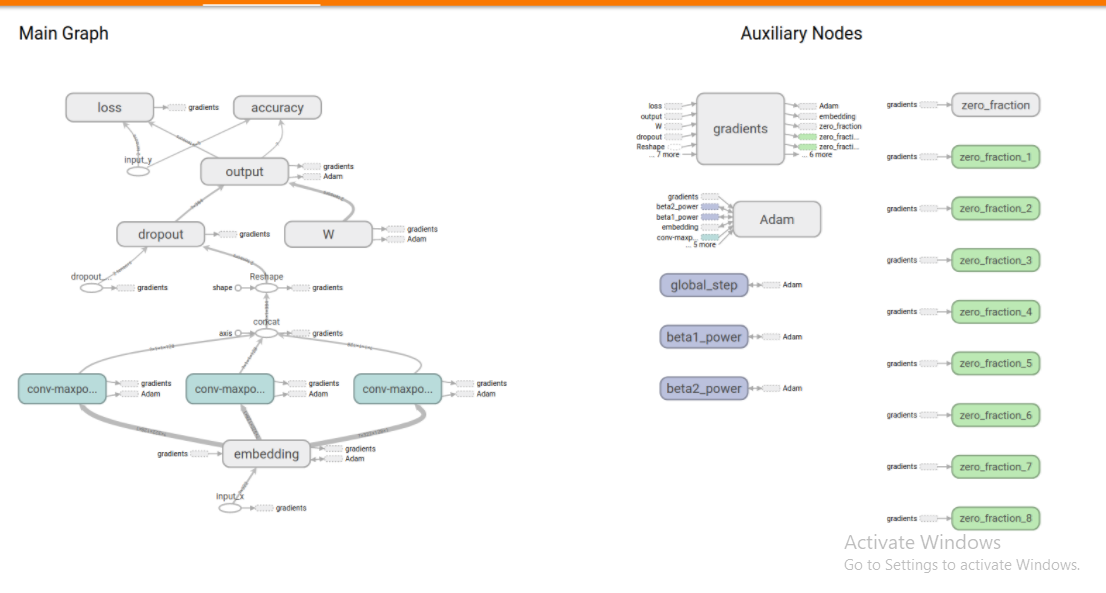 Main Graph
loss
gradients
accuracy
input_y
output
gradients
Adam
dropout
gradients
W
gradients
Adam
dropout_
gradients
Reshape
shape
gradients
concat
axis
gradients
conv-maxpo...
gradients
Adam
conv-maxpo...
gradients
Adam
conv-maxpo...
gradients
Adam
gradients
embedding
gradients
Adam
input_x
gradients
Auxiliary Nodes
loss
output
W
dropout
Reshape
... 7 more
gradients
Adam
embedding
zero_fraction
zero_fracti...
zero_fracti...
... 6 more
gradients
beta2_power
beta1_power
embedding
conv-maxp...
... 5 more
Adam
global_step
Adam
beta1_power
Adam
beta2_power
Adam
gradients
zero_fraction
gradients
zero_fraction_1
gradients
zero_fraction_2
gradients
zero_fraction_3
gradients
zero_fraction_4
gradients
zero_fraction_5
gradients
zero_fraction_6
gradients
zero_fraction_7
gradients
zero_fraction_8
Activate Windows
Go to Settings to activate Windows.